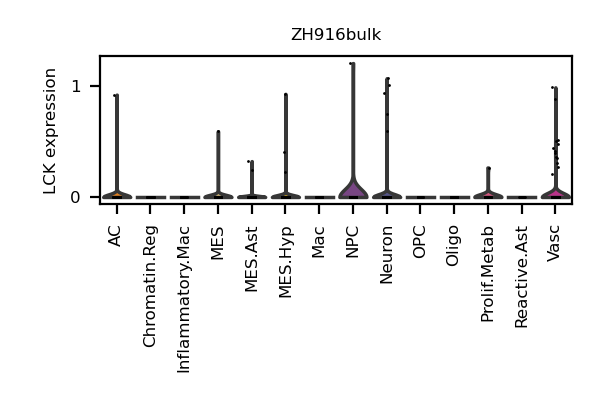 ZH916bulk
LCK expression
1
0
AC
Chromatin.Reg
Inflammatory.Mac
MES
MES.Ast
MES.Hyp
Mac
NPC
Neuron
OPC
Oligo
Prolif.Metab
Reactive.Ast
Vasc